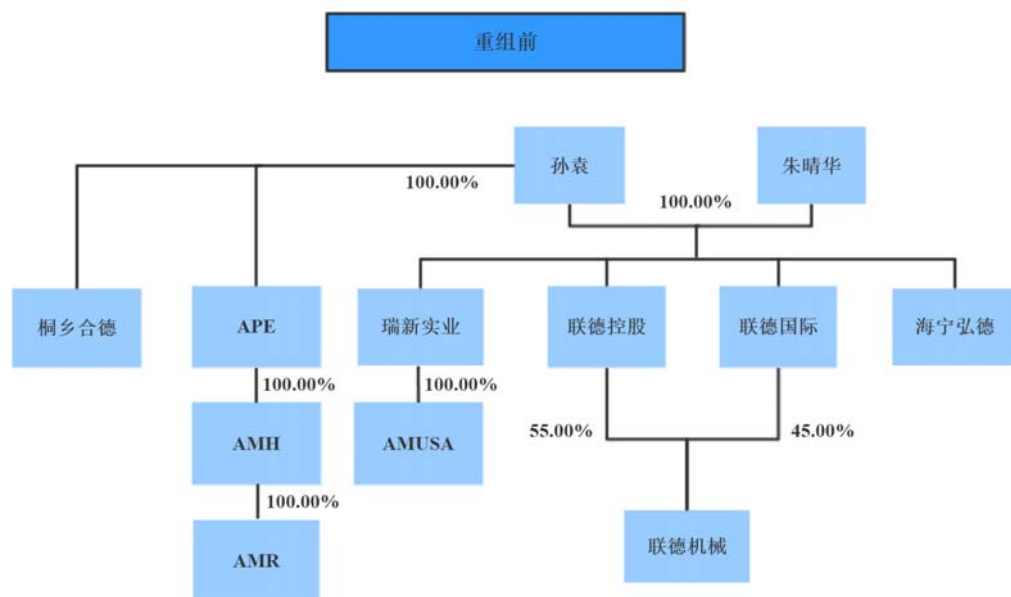 重组前
孙袁
朱晴华
100.00%
100.00%
桐乡合德
APE
瑞新实业
联德控股
联德国际
海宁弘德
100.00%
100.00%
AMH
AMUSA
55.00%
45.00%
100.00%
AMR
联德机械